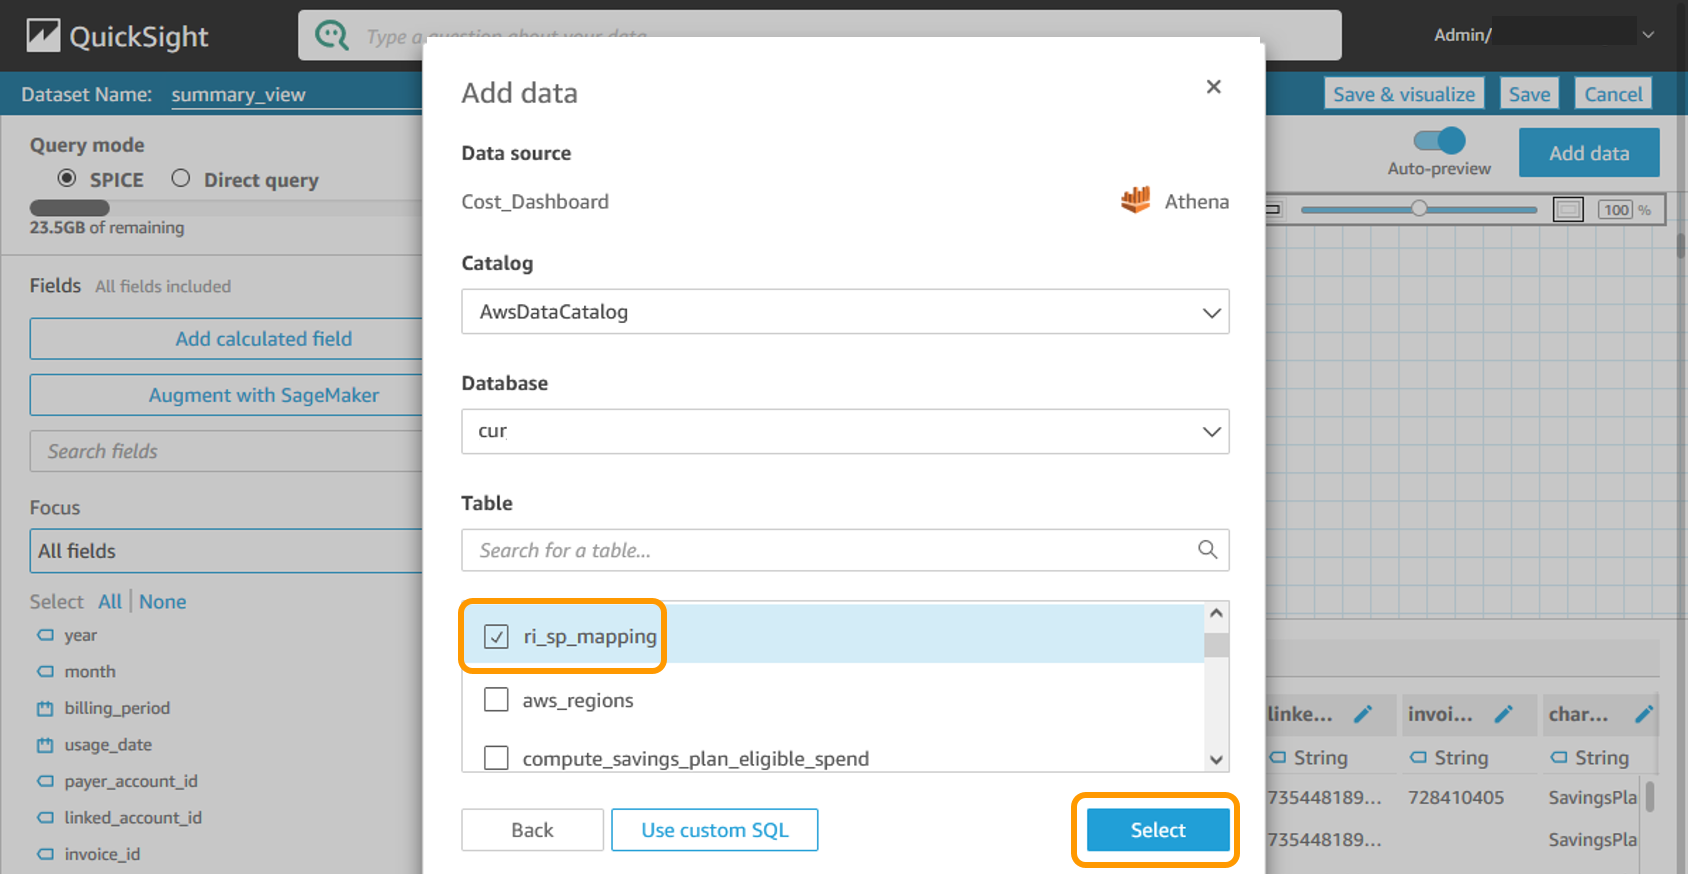 QuickSight
Type a question about your data
Admin/
Dataset Name: summary_view
Save & visualize
Save
Cancel
Query mode
SPICE
Direct query
23.5GB of remaining
Fields All fields included
Add calculated field
Augment with SageMaker
Search fields
Focus
All fields
Select All | None
year
month
billing_period
usage_date
payer_account_id
linked_account_id
invoice_id
Add data
Data source
Cost_Dashboard
Athena
Catalog
AwsDataCatalog
Database
cur
Table
Search for a table...
ri_sp_mapping
aws_regions
compute_savings_plan_eligible_spend
Back
Use custom SQL
Select
Auto-preview
Add data
100 %
linke... invoi... char...
String String String
735448189... 728410405 SavingsPla
735448189... SavingsPla